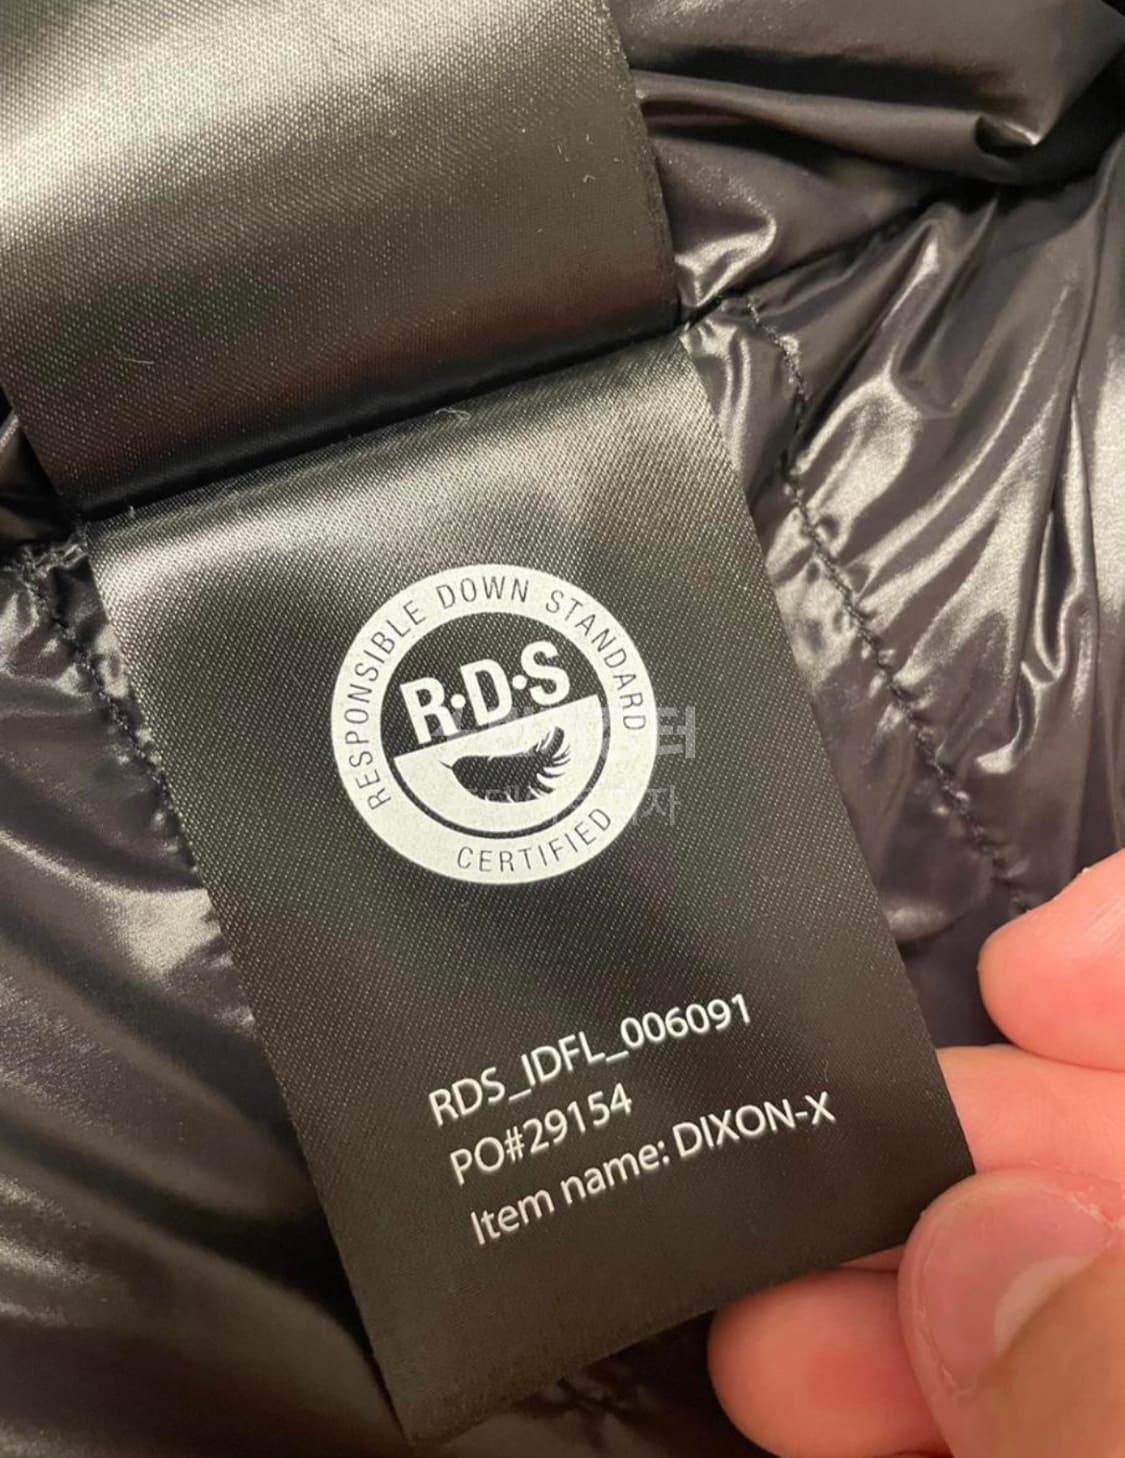 RESPONSIBLE DOWN STANDARD
R·D·S
CERTIFIED
RDS_IDFL_006091
PO#29154
Item name: DIXON-X